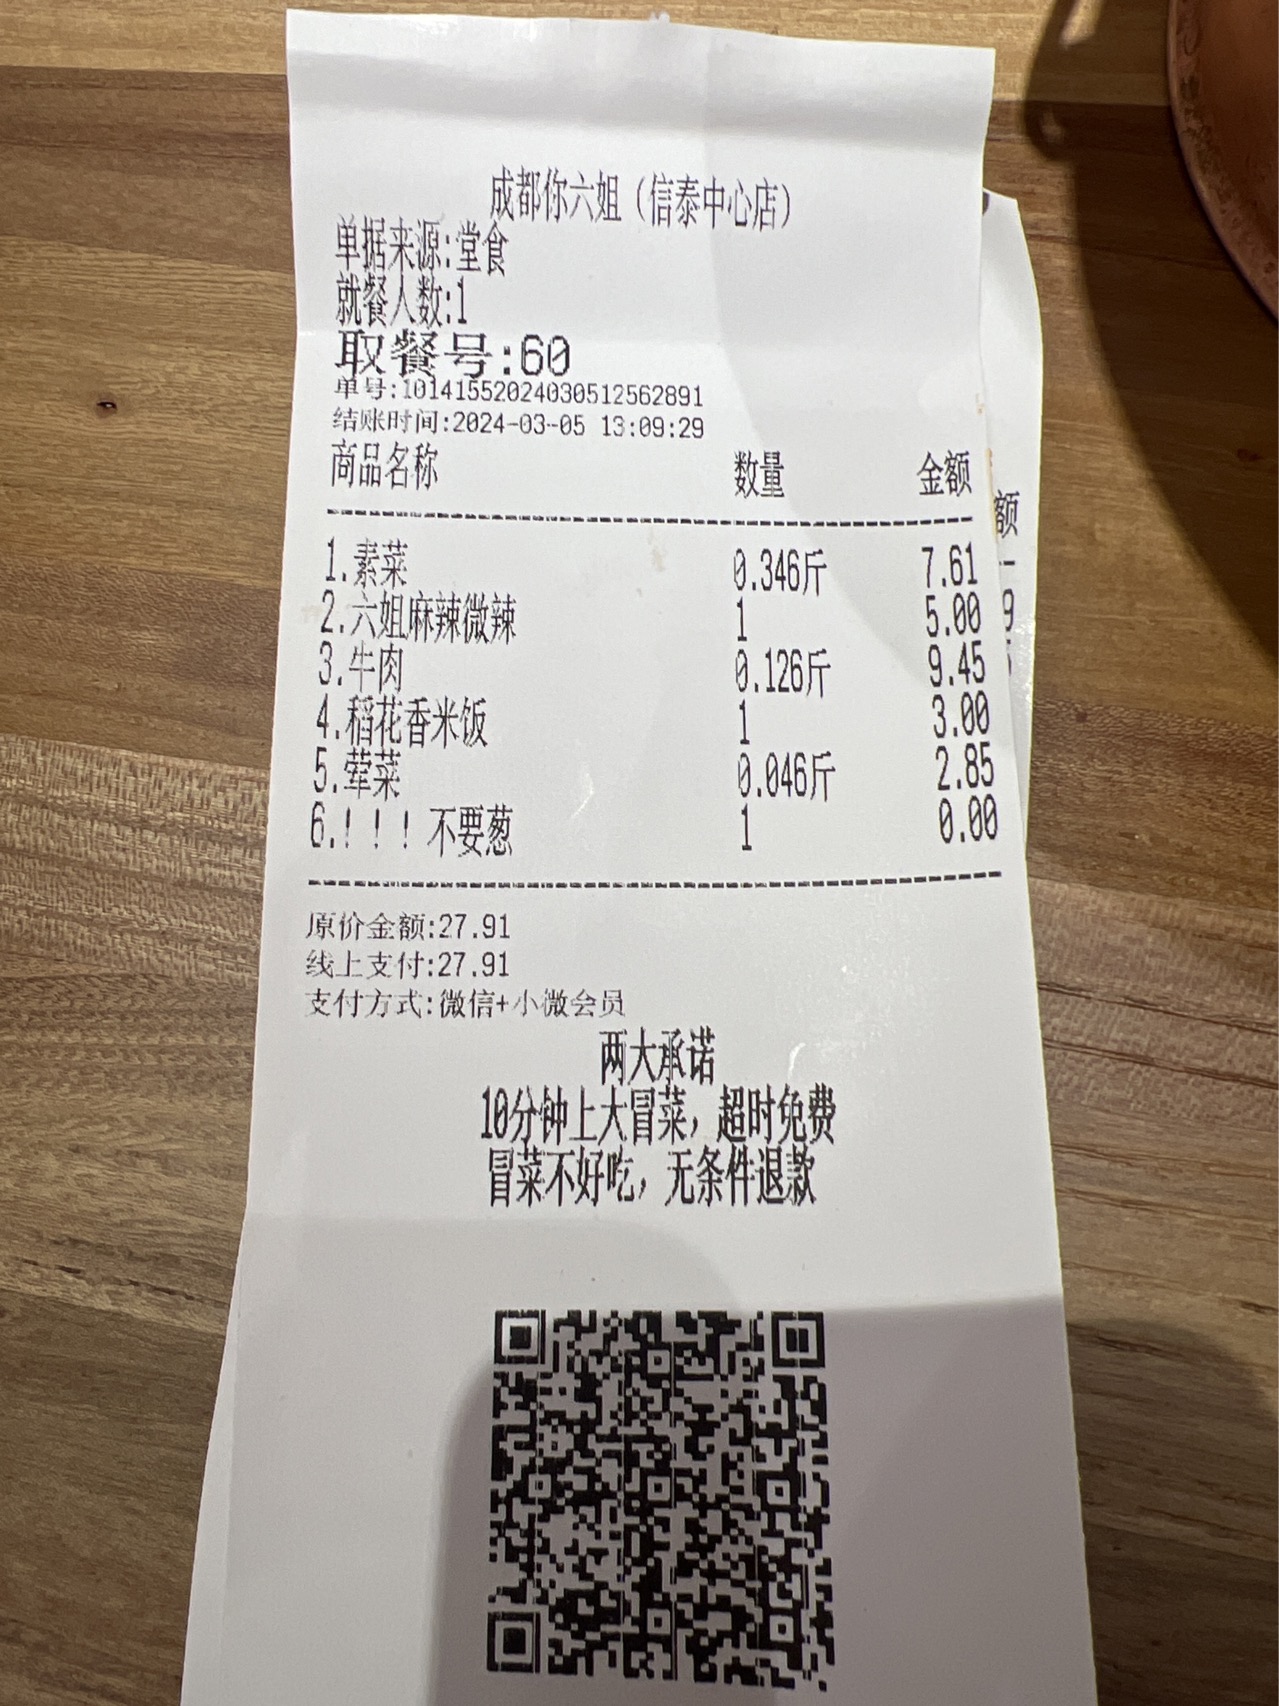 成都你六姐（信泰中心店）
单据来源:堂食
就餐人数:1
取餐号:60
单号:10141552024030512562891
结账时间:2024-03-05 13:09:29
商品名称 数量 金额
1.素菜 0.346斤 7.61
2.六姐麻辣微辣 1 5.00
3.牛肉 0.126斤 9.45
4.稻花香米饭 1 3.00
5.荤菜 0.046斤 2.85
6.！！！不要葱 1 0.00
原价金额:27.91
线上支付:27.91
支付方式:微信+小微会员
两大承诺
10分钟上大冒菜，超时免费
冒菜不好吃，无条件退款
额
9